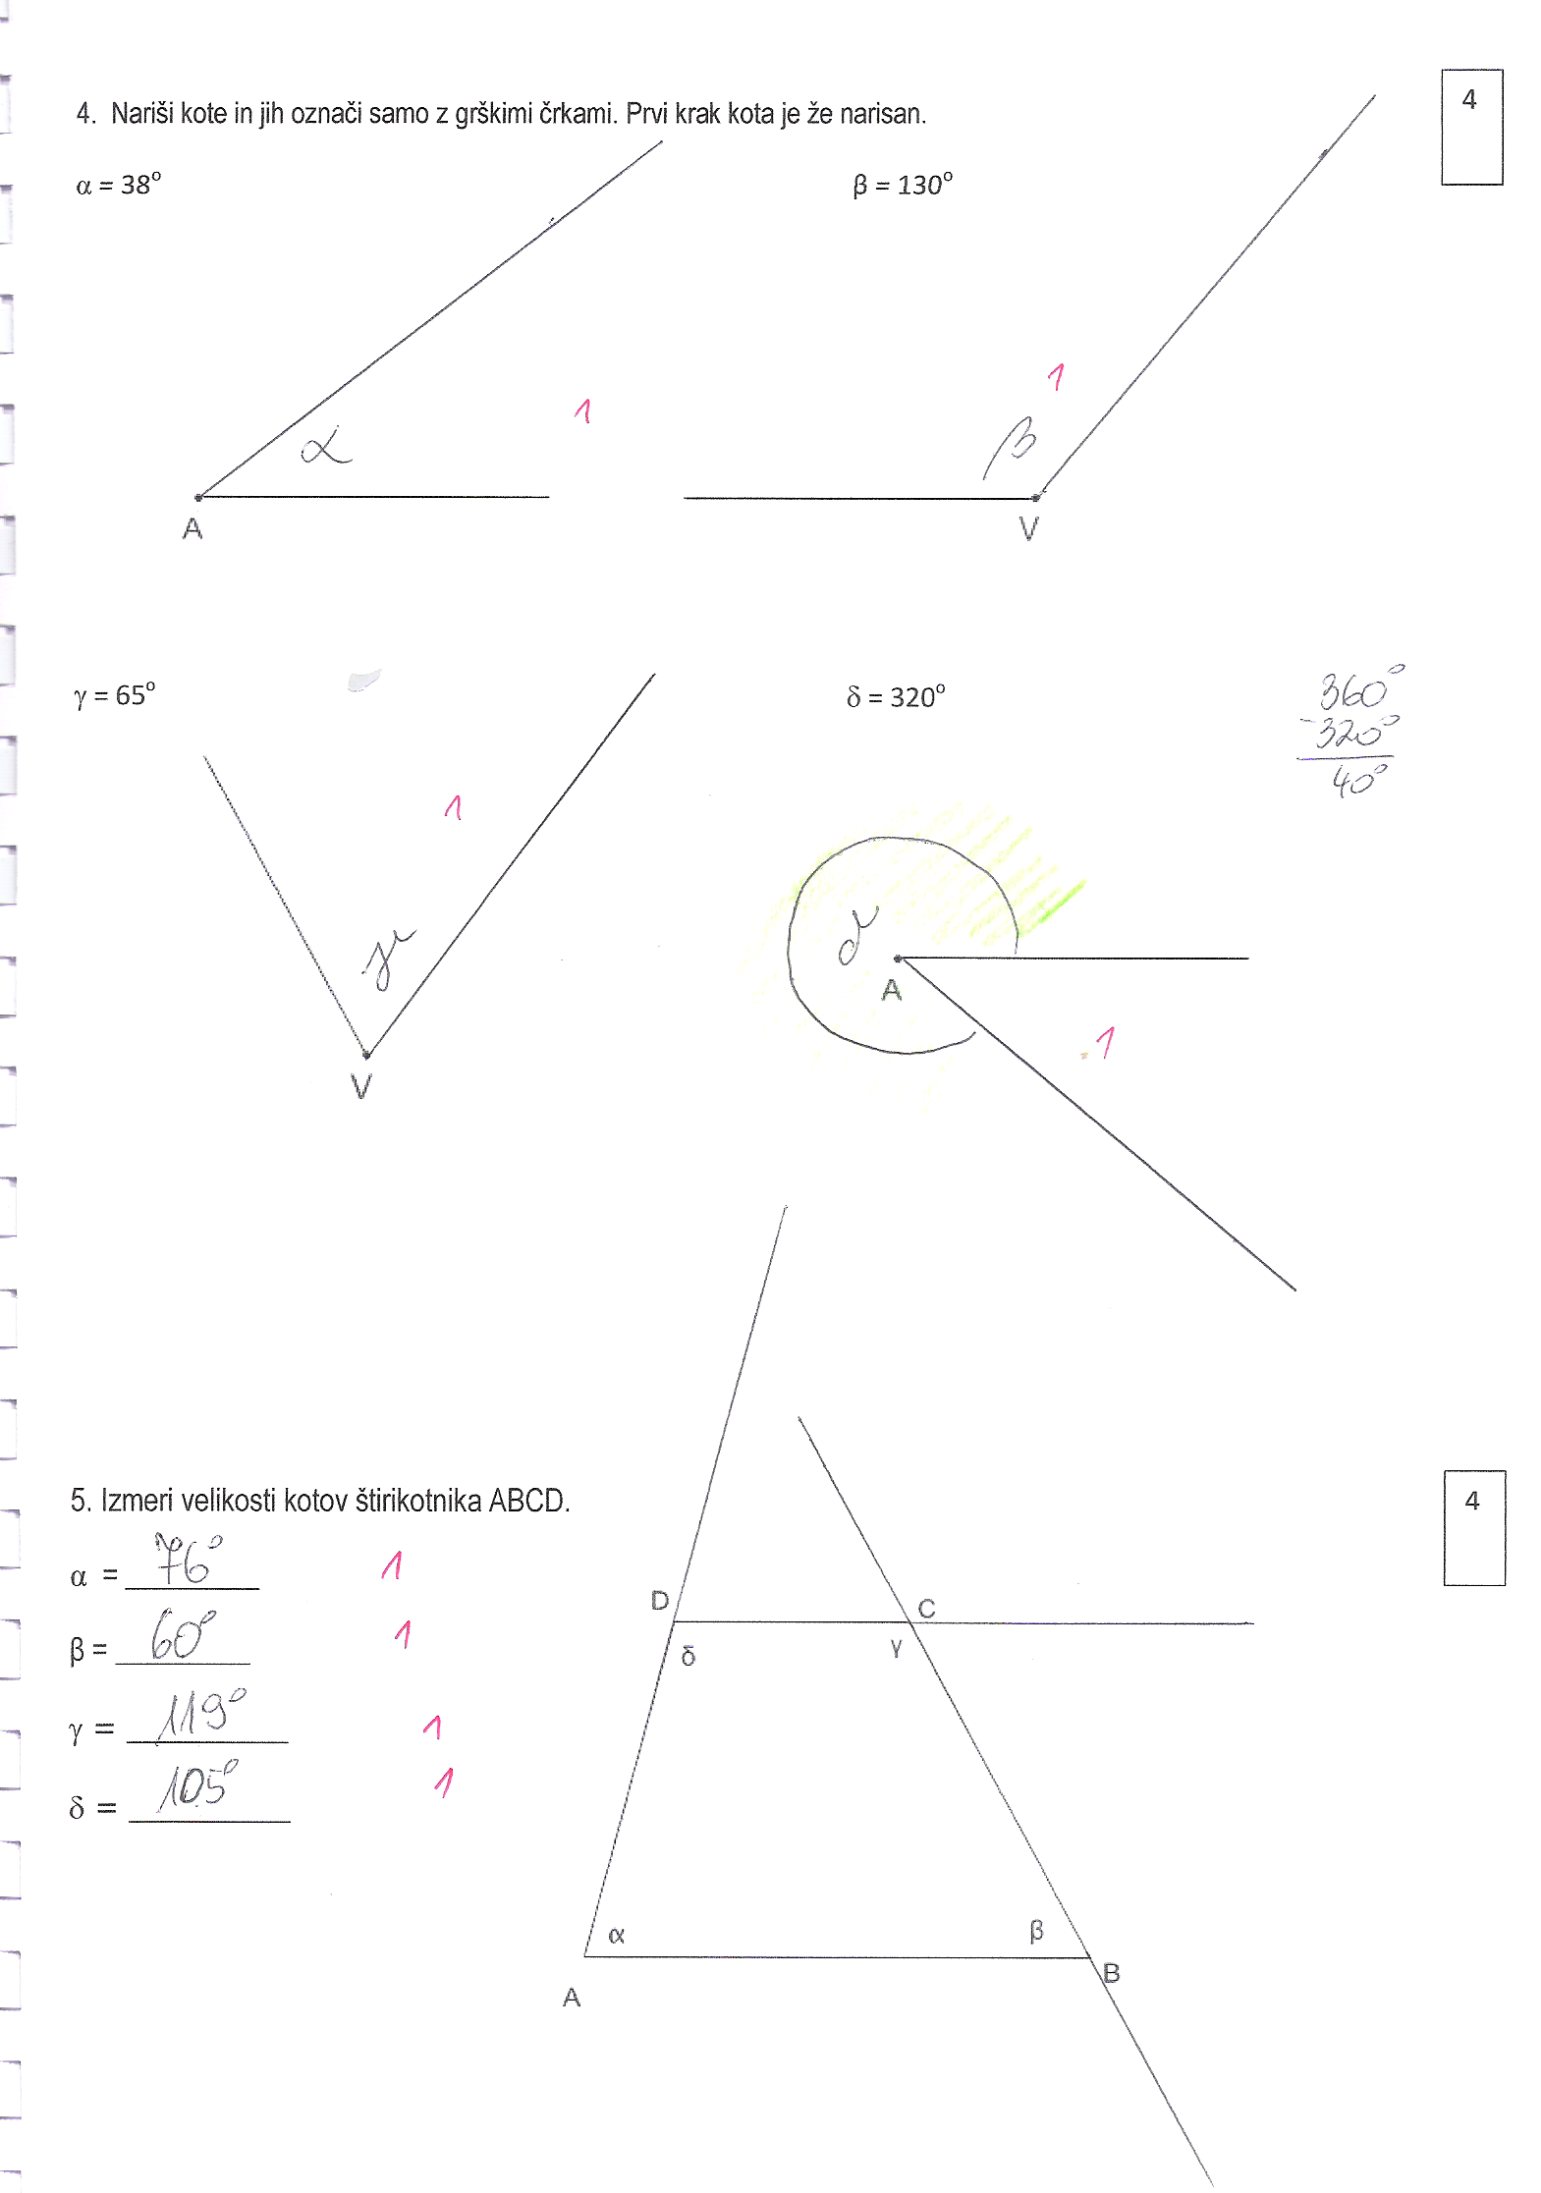 4. Nariši kote in jih označi samo z grškimi črkami. Prvi krak kota je že narisan.
4
α = 38°
β = 130°
α
1
β
1
A
V
γ = 65°
δ = 320°
360°
-320°
40°
1
γ
V
δ
A
1
5. Izmeri velikosti kotov štirikotnika ABCD.
4
α = 76° 1
β = 60° 1
γ = 119° 1
δ = 105° 1
D
C
δ
γ
α
β
A
B